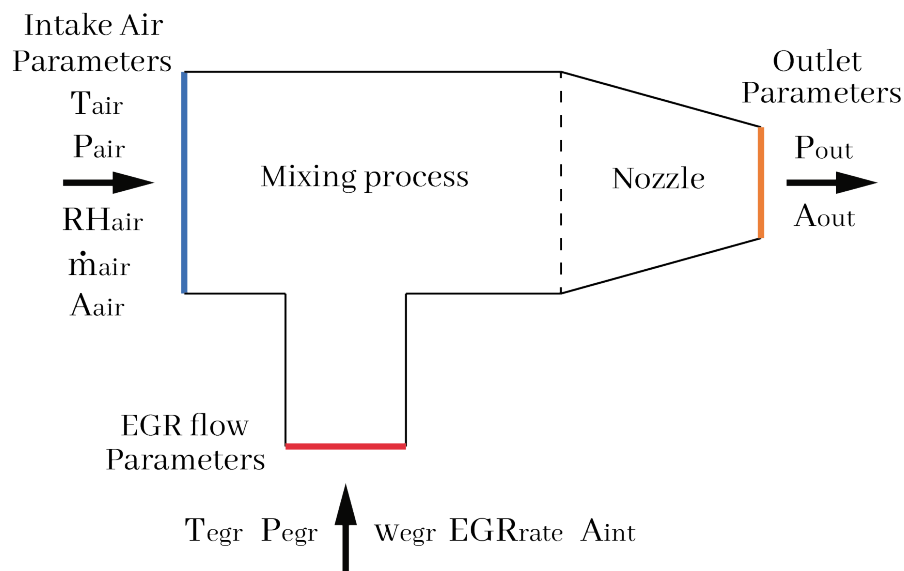 Intake Air
Parameters
Tair
Pair
RHair
ṁair
Aair
Mixing process
Nozzle
Outlet
Parameters
Pout
Aout
EGR flow
Parameters
Tegr Pegr wegr EGRrate Aint